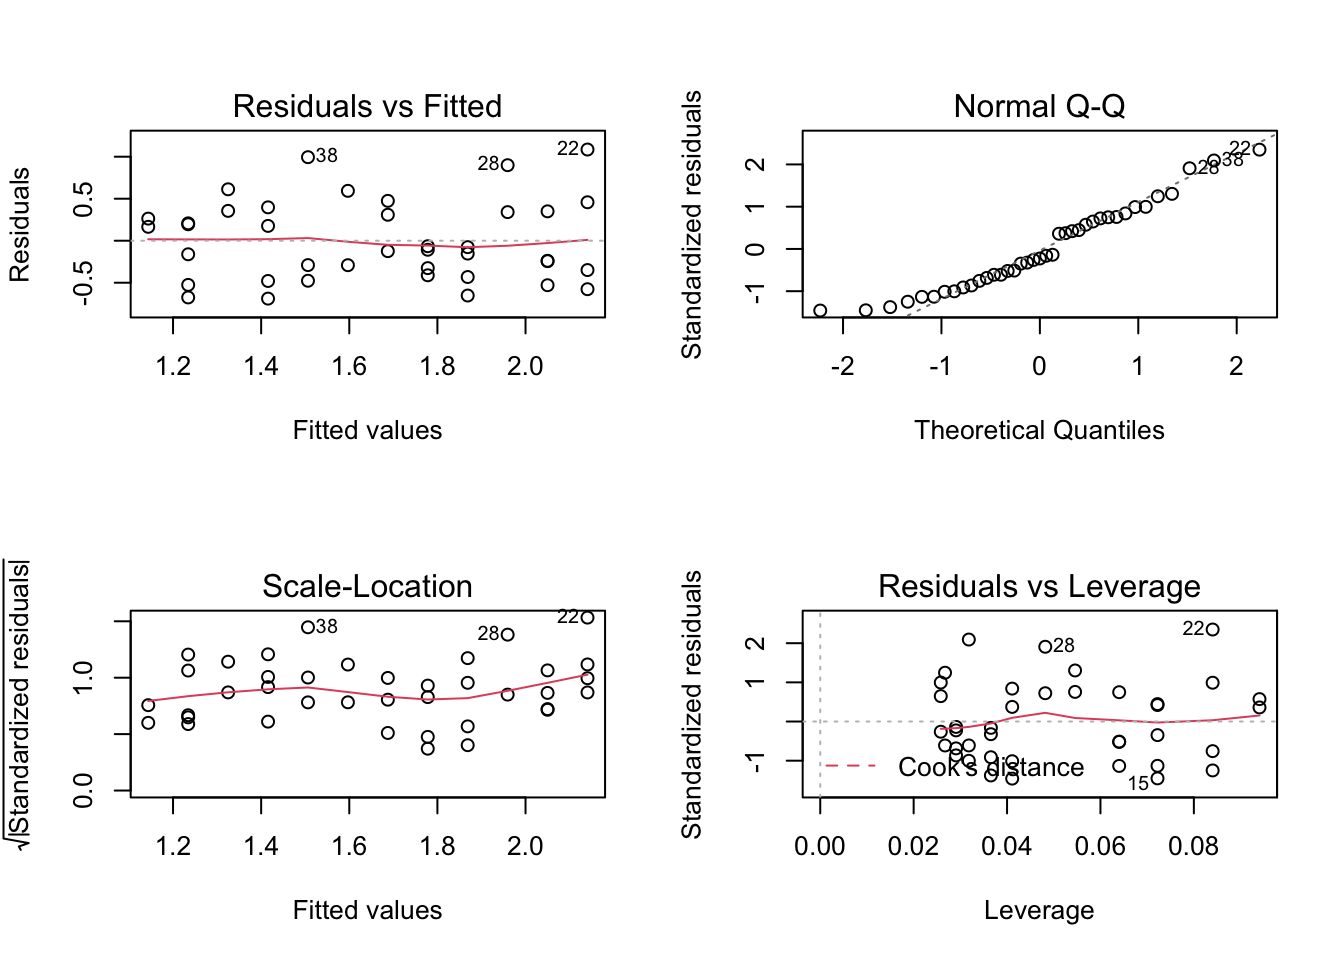 Residuals vs Fitted
Residuals
-0.5 0.5
38
28
22
1.2 1.4 1.6 1.8 2.0
Fitted values
Normal Q-Q
Standardized residuals
-1 0 1 2
28
38
22
-2 -1 0 1 2
Theoretical Quantiles
Scale-Location
√|Standardized residuals|
0.0 1.0
38
28
22
1.2 1.4 1.6 1.8 2.0
Fitted values
Residuals vs Leverage
Standardized residuals
-1 1 2
28
22
Cook's distance
15
0.00 0.02 0.04 0.06 0.08
Leverage